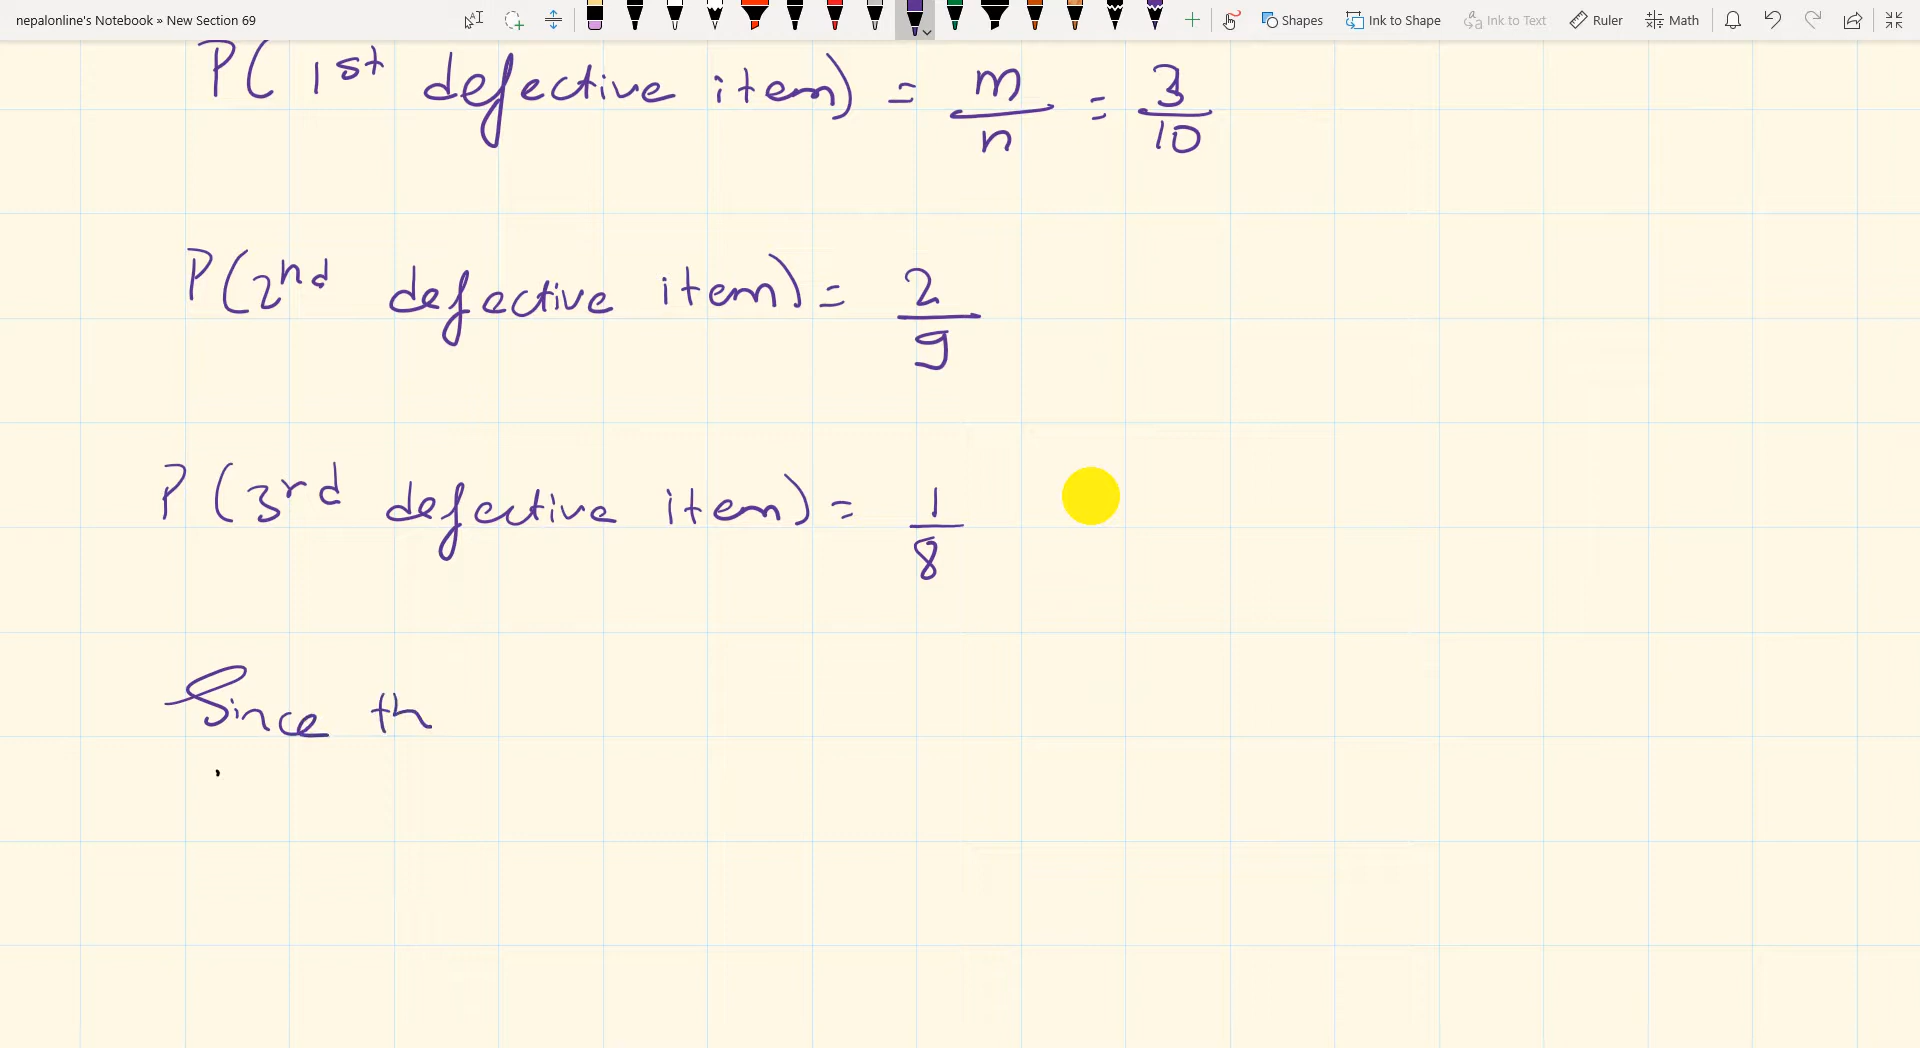 nepalonline's Notebook » New Section 69
Shapes Ink to Shape Ink to Text Ruler Math
P(1st defective item) = m/n = 3/10
P(2nd defective item) = 2/9
P(3rd defective item) = 1/8
Since th